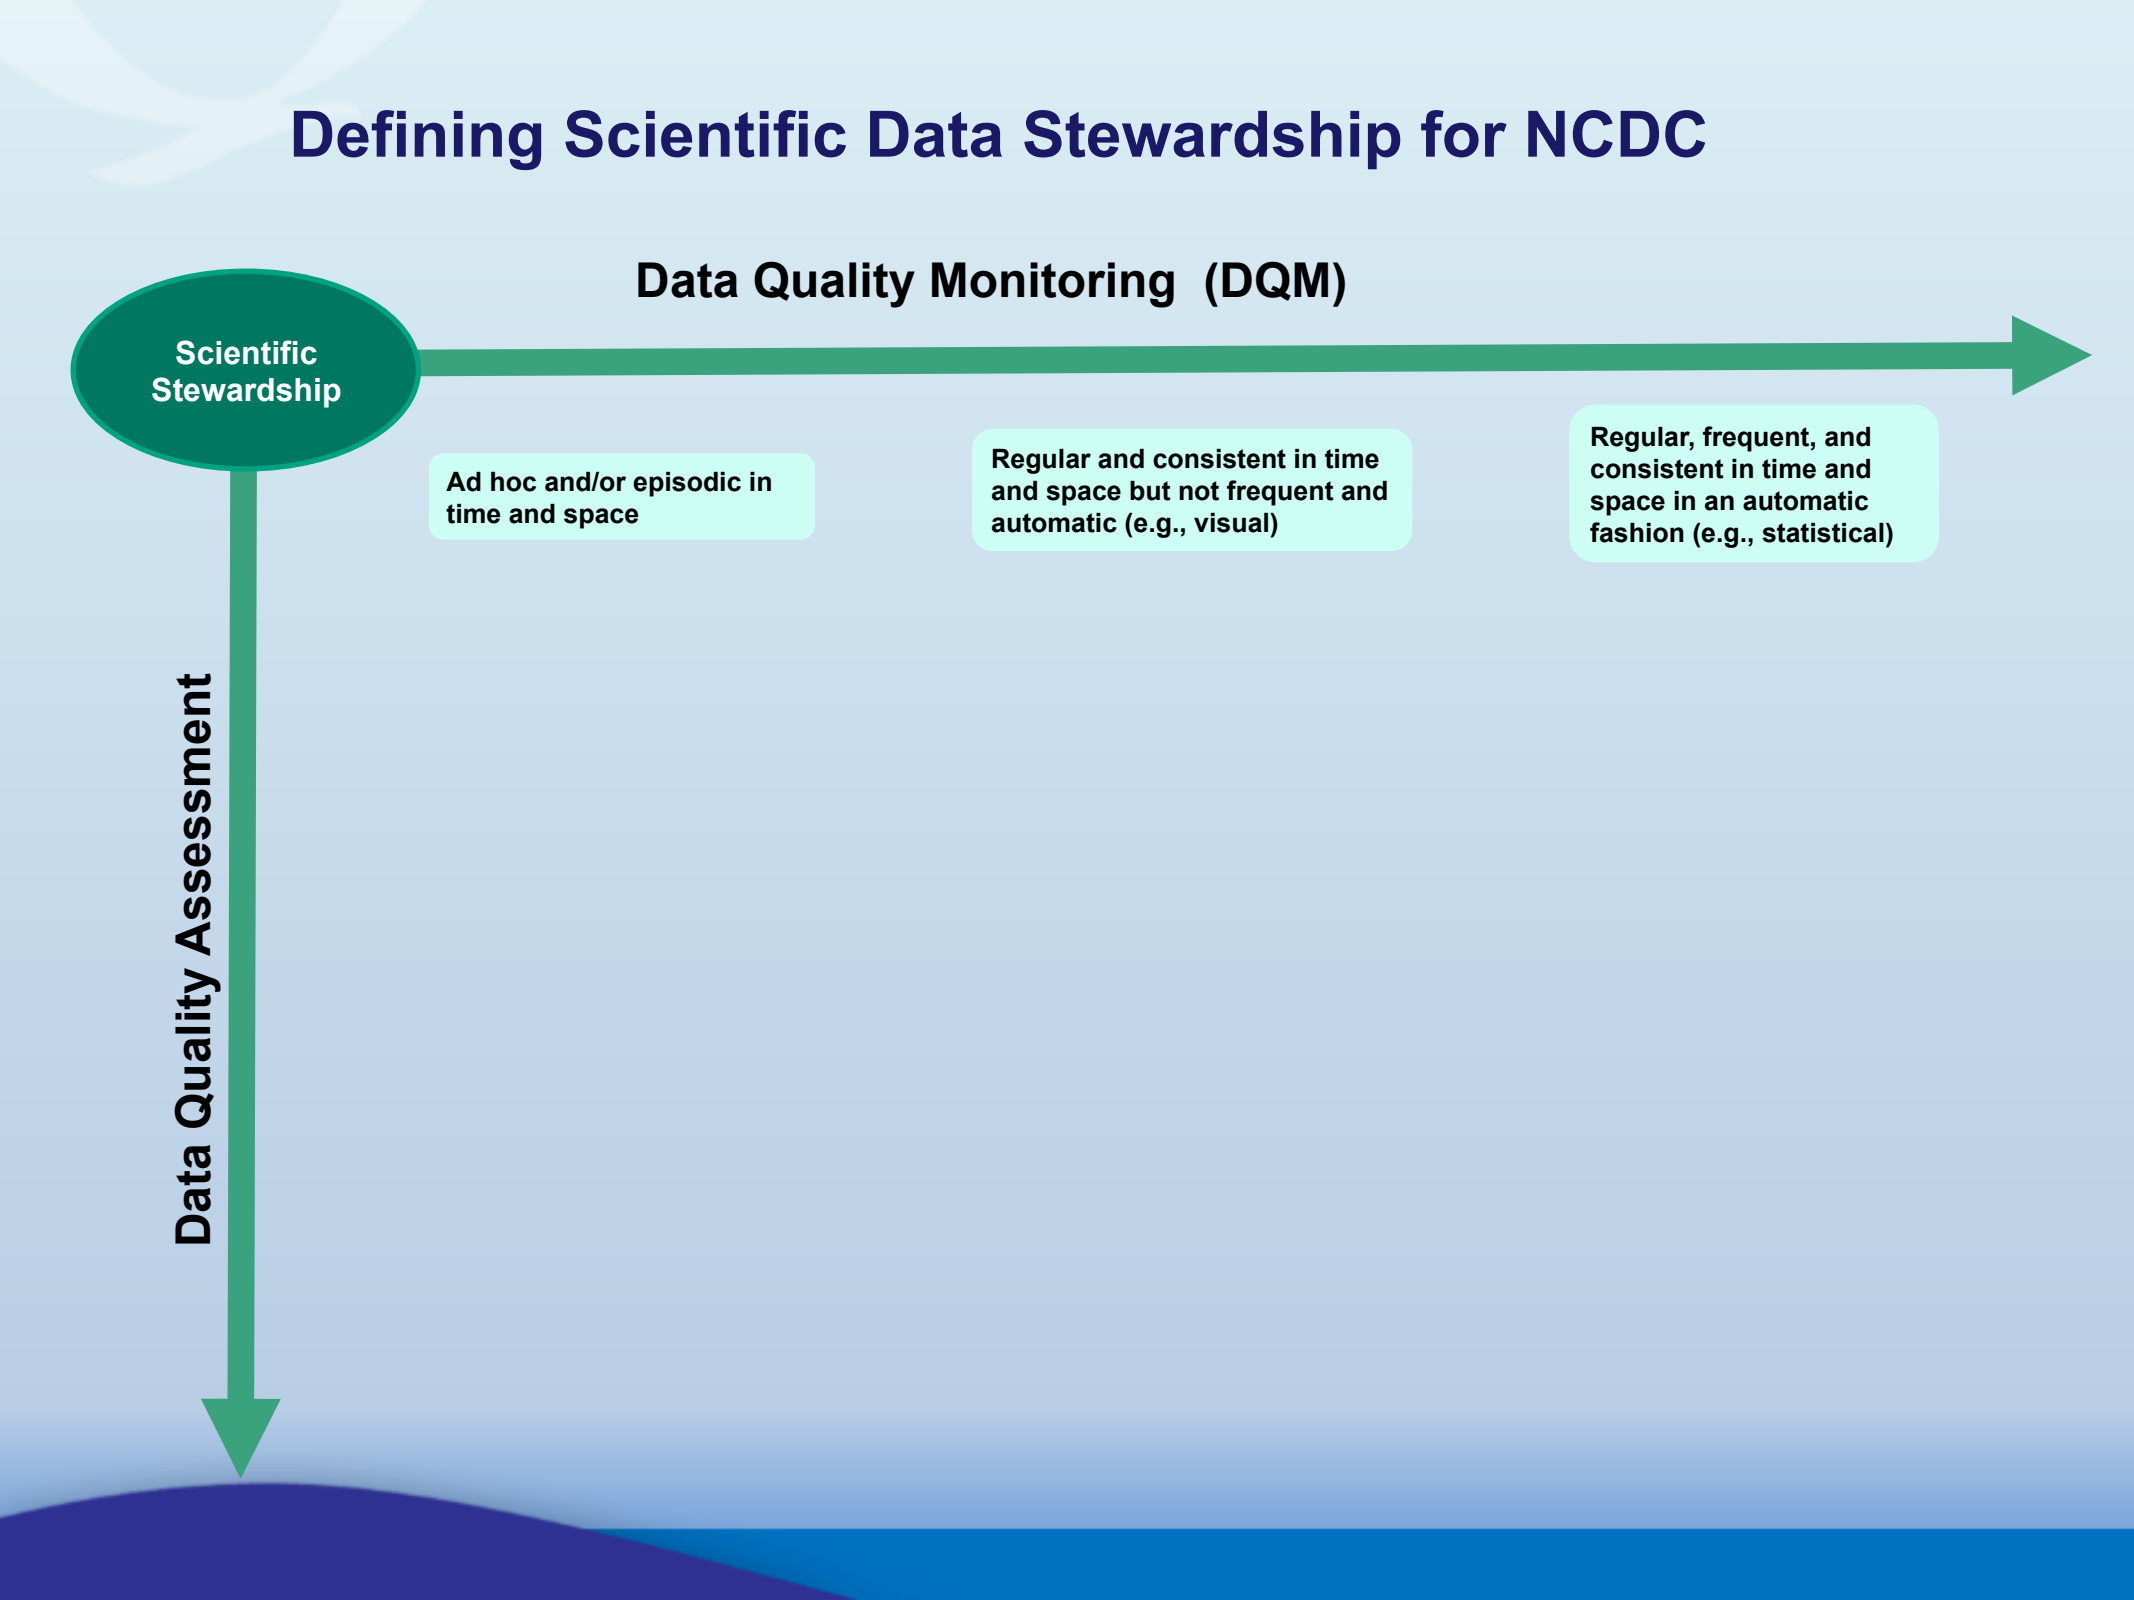 Defining Scientific Data Stewardship for NCDC
Data Quality Monitoring  (DQM)
Scientific
Stewardship
Ad hoc and/or episodic in
time and space
Regular and consistent in time
and space but not frequent and
automatic (e.g., visual)
Regular, frequent, and
consistent in time and
space in an automatic
fashion (e.g., statistical)
Data Quality Assessment